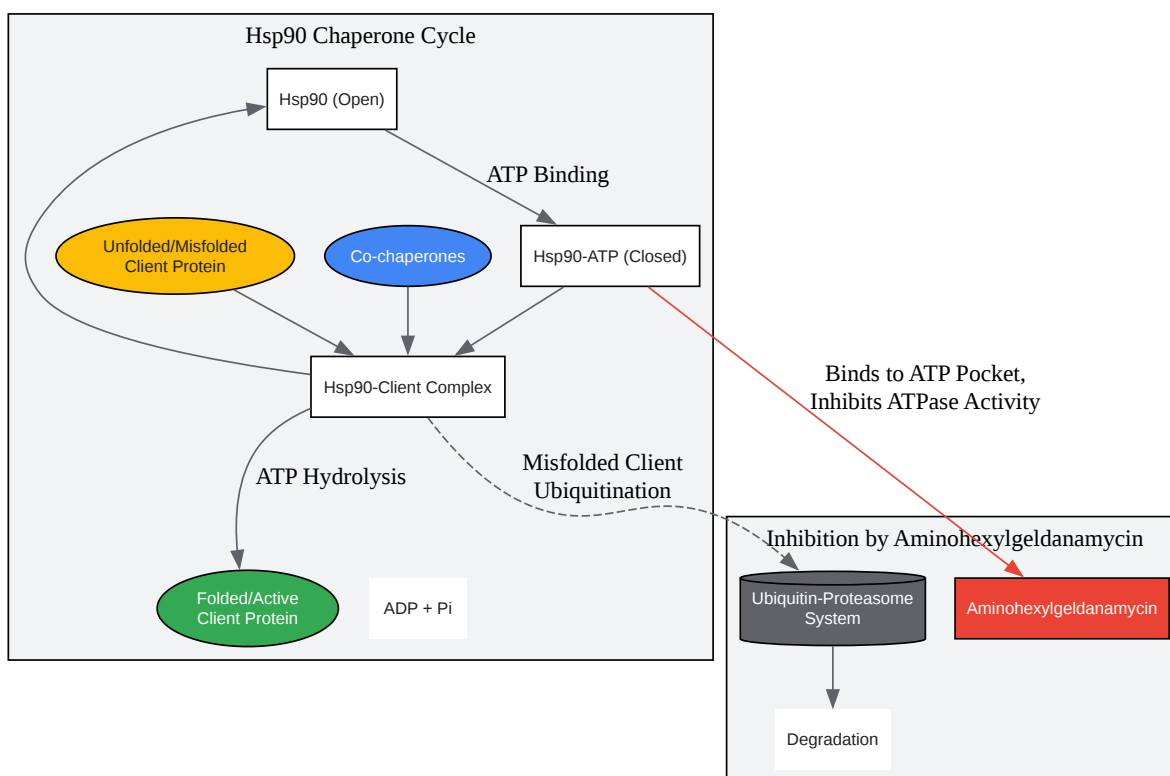 Hsp90 Chaperone Cycle
Hsp90 (Open)
ATP Binding
Unfolded/Misfolded
Client Protein
Co-chaperones
Hsp90-ATP (Closed)
Hsp90-Client Complex
Binds to ATP Pocket,
Inhibits ATPase Activity
ATP Hydrolysis
Misfolded Client
Ubiquitination
Inhibition by Aminohexylgeldanamycin
Folded/Active
Client Protein
ADP + Pi
Ubiquitin-Proteasome
System
Aminohexylgeldanamycin
Degradation